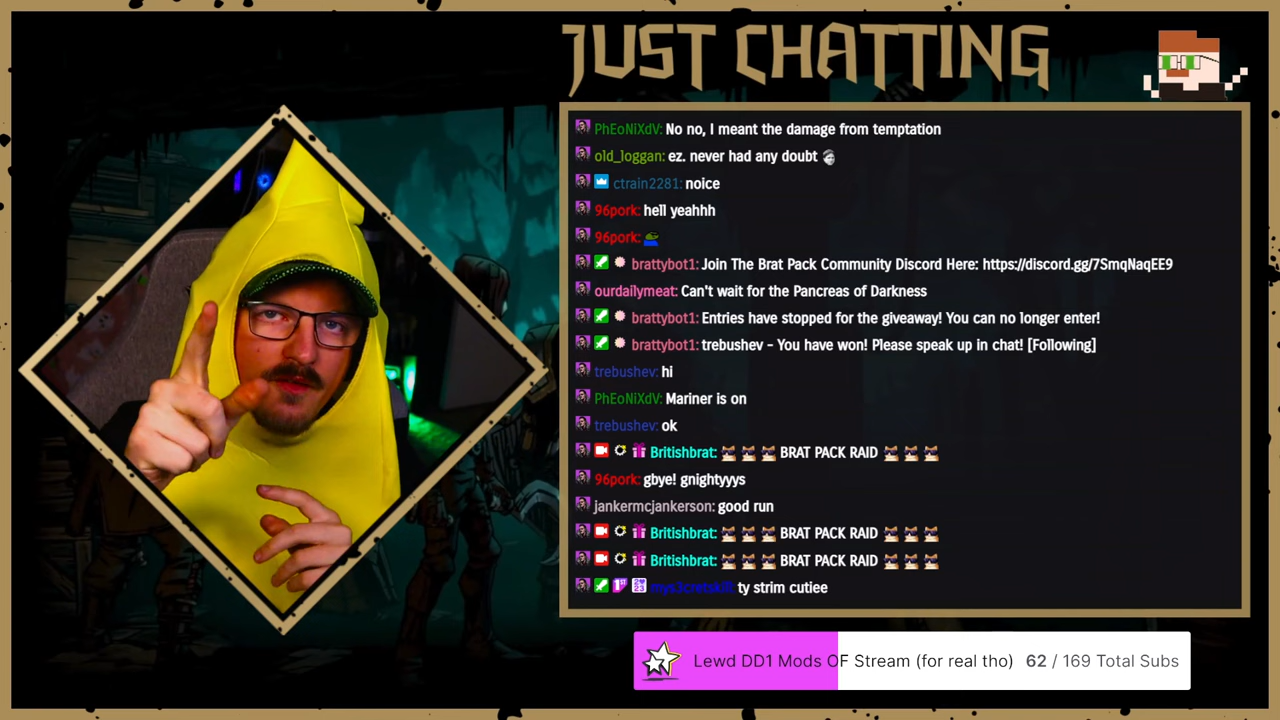 JUST CHATTING
PhEoNiXdV: No no, I meant the damage from temptation
old_loggan: ez. never had any doubt
ctrain2281: noice
96pork: hell yeahhh
96pork:
brattybot1: Join The Brat Pack Community Discord Here: https://discord.gg/7SmqNaqEE9
ourdailymeat: Can't wait for the Pancreas of Darkness
brattybot1: Entries have stopped for the giveaway! You can no longer enter!
brattybot1: trebushev - You have won! Please speak up in chat! [Following]
trebushev: hi
PhEoNiXdV: Mariner is on
trebushev: ok
Britishbrat: BRAT PACK RAID
96pork: gbye! gnightyyys
jankermcjankerson: good run
Britishbrat: BRAT PACK RAID
Britishbrat: BRAT PACK RAID
ty strim cutiee
Lewd DD1 Mods OF Stream (for real tho) 62 / 169 Total Subs